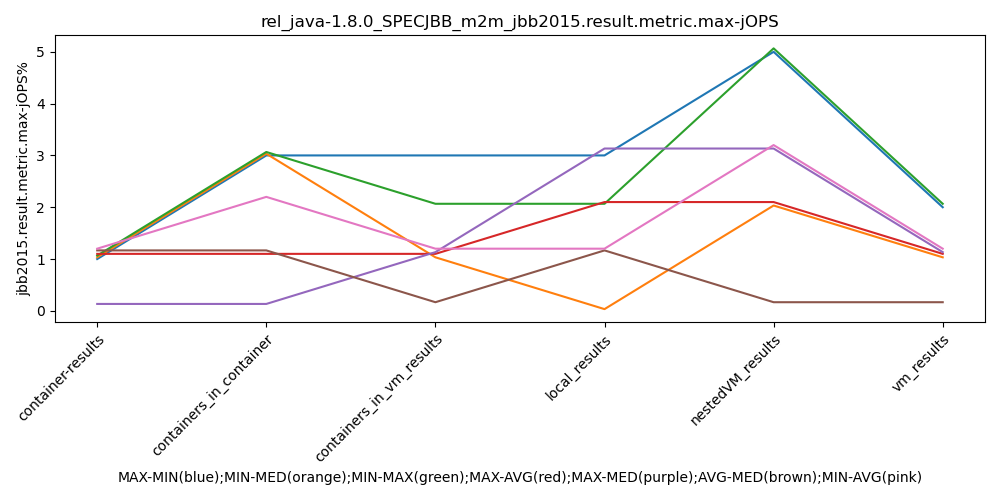 rel_java-1.8.0_SPECJBB_m2m_jbb2015.result.metric.max-jOPS
jbb2015.result.metric.max-jOPS%
5
4
3
2
1
0
container-results
containers_in_container
containers_in_vm_results
local_results
nestedVM_results
vm_results
MAX-MIN(blue);MIN-MED(orange);MIN-MAX(green);MAX-AVG(red);MAX-MED(purple);AVG-MED(brown);MIN-AVG(pink)